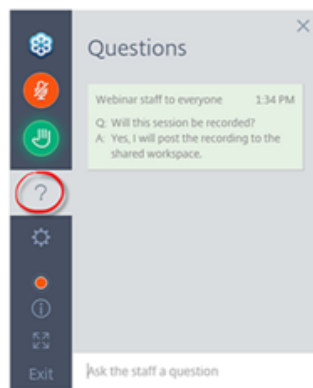 Questions
Webinar staff to everyone 1:34 PM
Q: Will this session be recorded?
A: Yes, I will post the recording to the
shared workspace.
?
Exit
Ask the staff a question